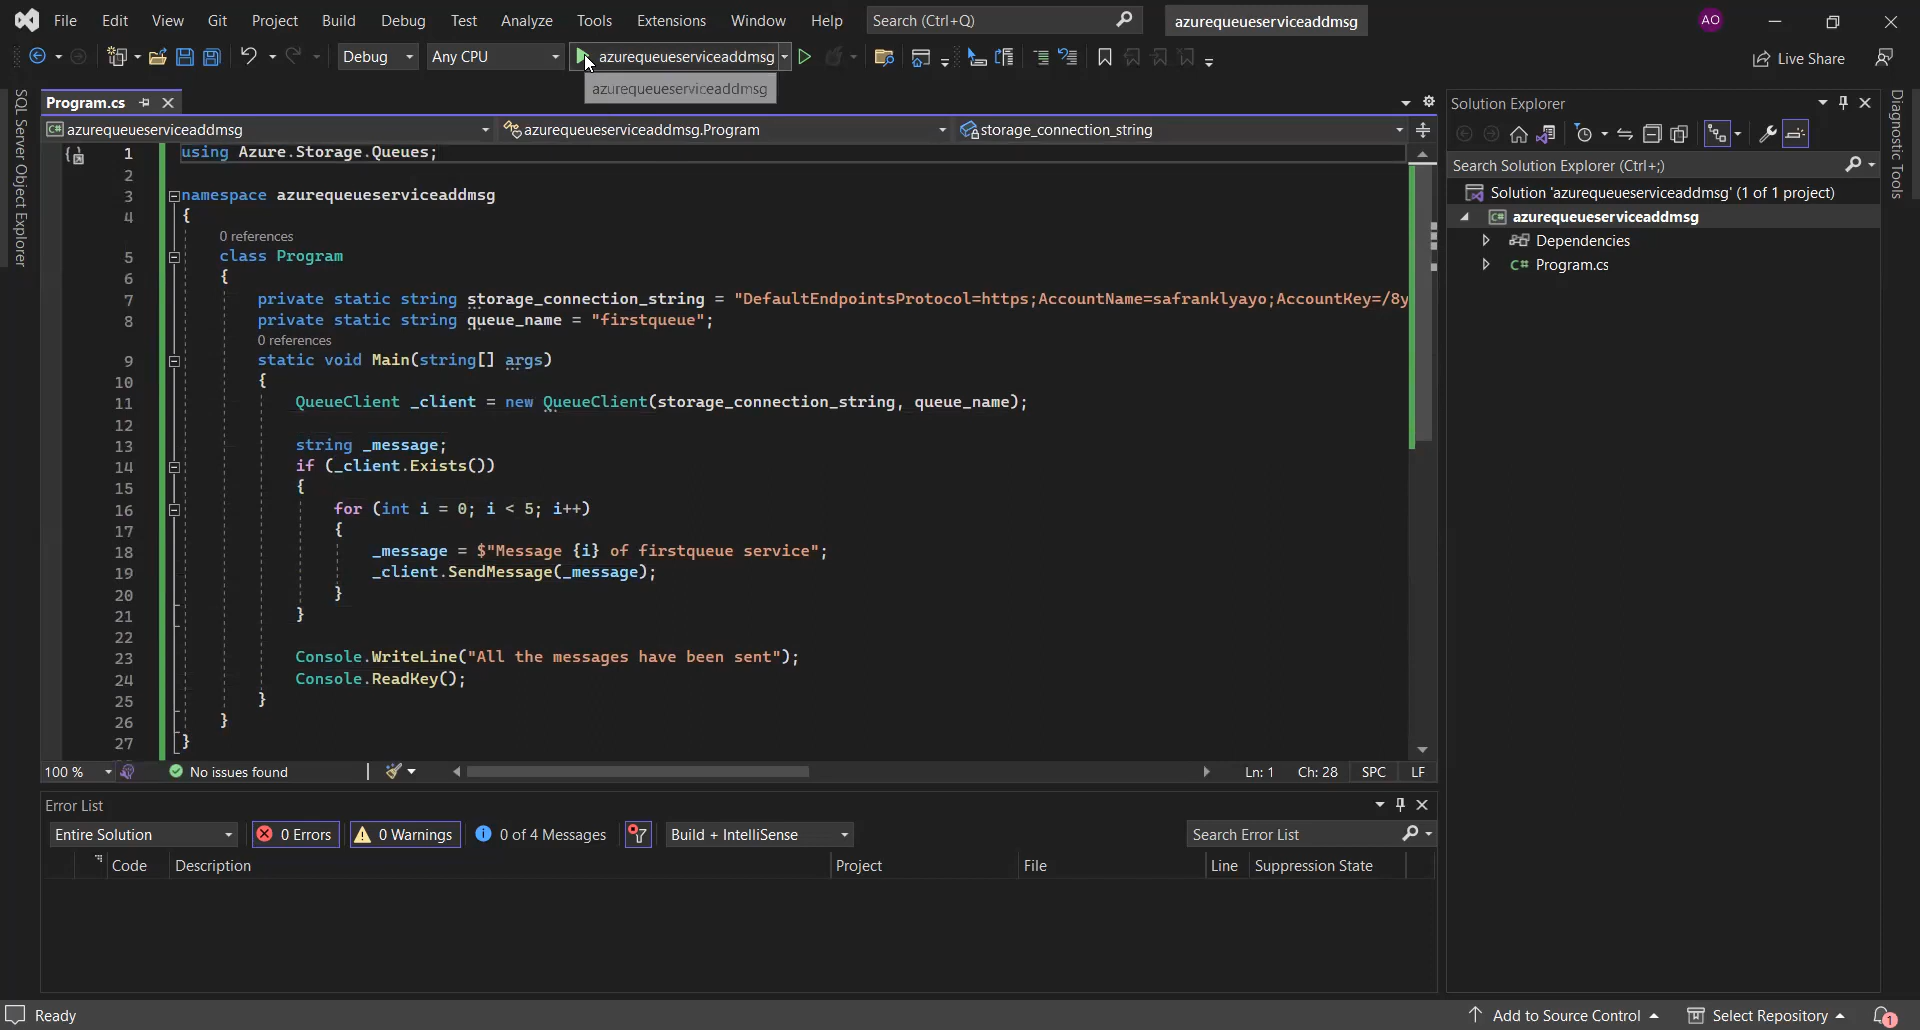 File Edit View Git Project Build Debug Test Analyze Tools Extensions Window Help Search (Ctrl+Q) azurequeueserviceaddmsg AO
Debug Any CPU azurequeueserviceaddmsg Live Share
azurequeueserviceaddmsg
SQL Server Object Explorer
Program.cs
C# azurequeueserviceaddmsg azurequeueserviceaddmsg.Program storage_connection_string
1 using Azure.Storage.Queues;
2
3 namespace azurequeueserviceaddmsg
4 {
0 references
5 class Program
6 {
7 private static string storage_connection_string = "DefaultEndpointsProtocol=https;AccountName=safranklyayo;AccountKey=/8y
8 private static string queue_name = "firstqueue";
0 references
9 static void Main(string[] args)
10 {
11 QueueClient _client = new QueueClient(storage_connection_string, queue_name);
12
13 string _message;
14 if (_client.Exists())
15 {
16 for (int i = 0; i < 5; i++)
17 {
18 _message = $"Message {i} of firstqueue service";
19 _client.SendMessage(_message);
20 }
21 }
22
23 Console.WriteLine("All the messages have been sent");
24 Console.ReadKey();
25 }
26 }
27 }
100 % No issues found Ln: 1 Ch: 28 SPC LF
Error List
Entire Solution 0 Errors 0 Warnings 0 of 4 Messages Build + IntelliSense Search Error List
Code Description Project File Line Suppression State
Solution Explorer
Search Solution Explorer (Ctrl+;)
Solution 'azurequeueserviceaddmsg' (1 of 1 project)
C# azurequeueserviceaddmsg
Dependencies
C# Program.cs
Diagnostic Tools
Ready Add to Source Control Select Repository 1